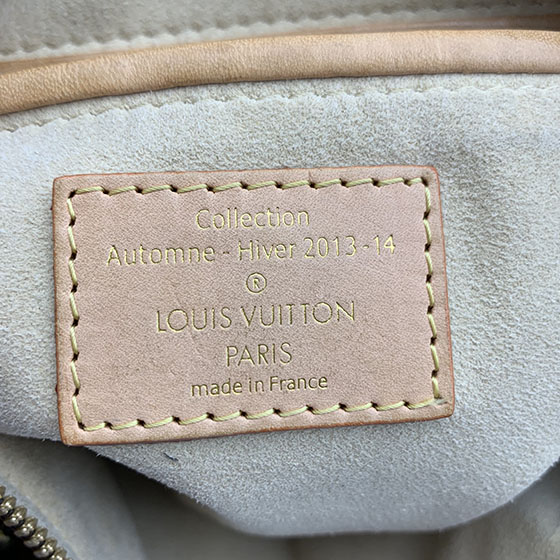 Collection
Automne - Hiver 2013-14
®
LOUIS VUITTON
PARIS
made in France